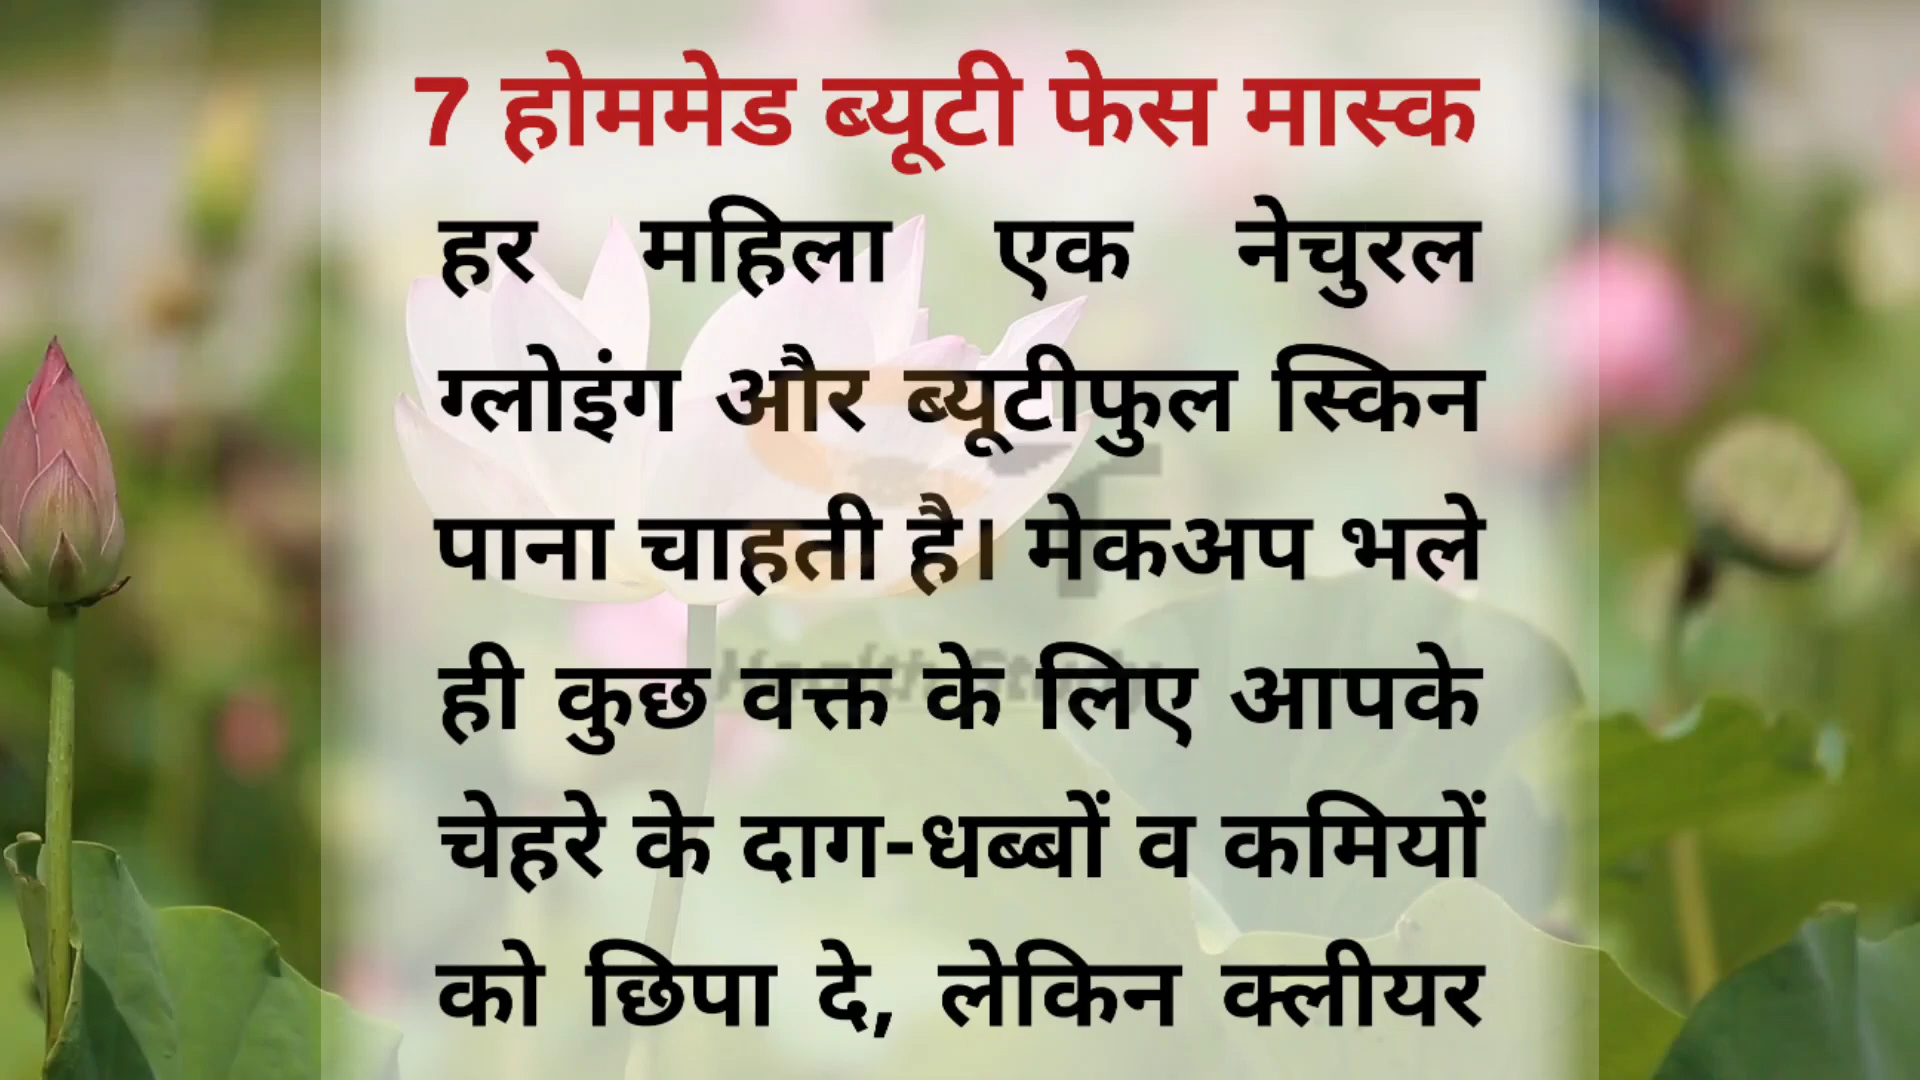 7 होममेड ब्यूटी फेस मास्क
हर महिला एक नेचुरल
ग्लोइंग और ब्यूटीफुल स्किन
पाना चाहती है। मेकअप भले
ही कुछ वक्त के लिए आपके
चेहरे के दाग-धब्बों व कमियों
को छिपा दे, लेकिन क्लीयर